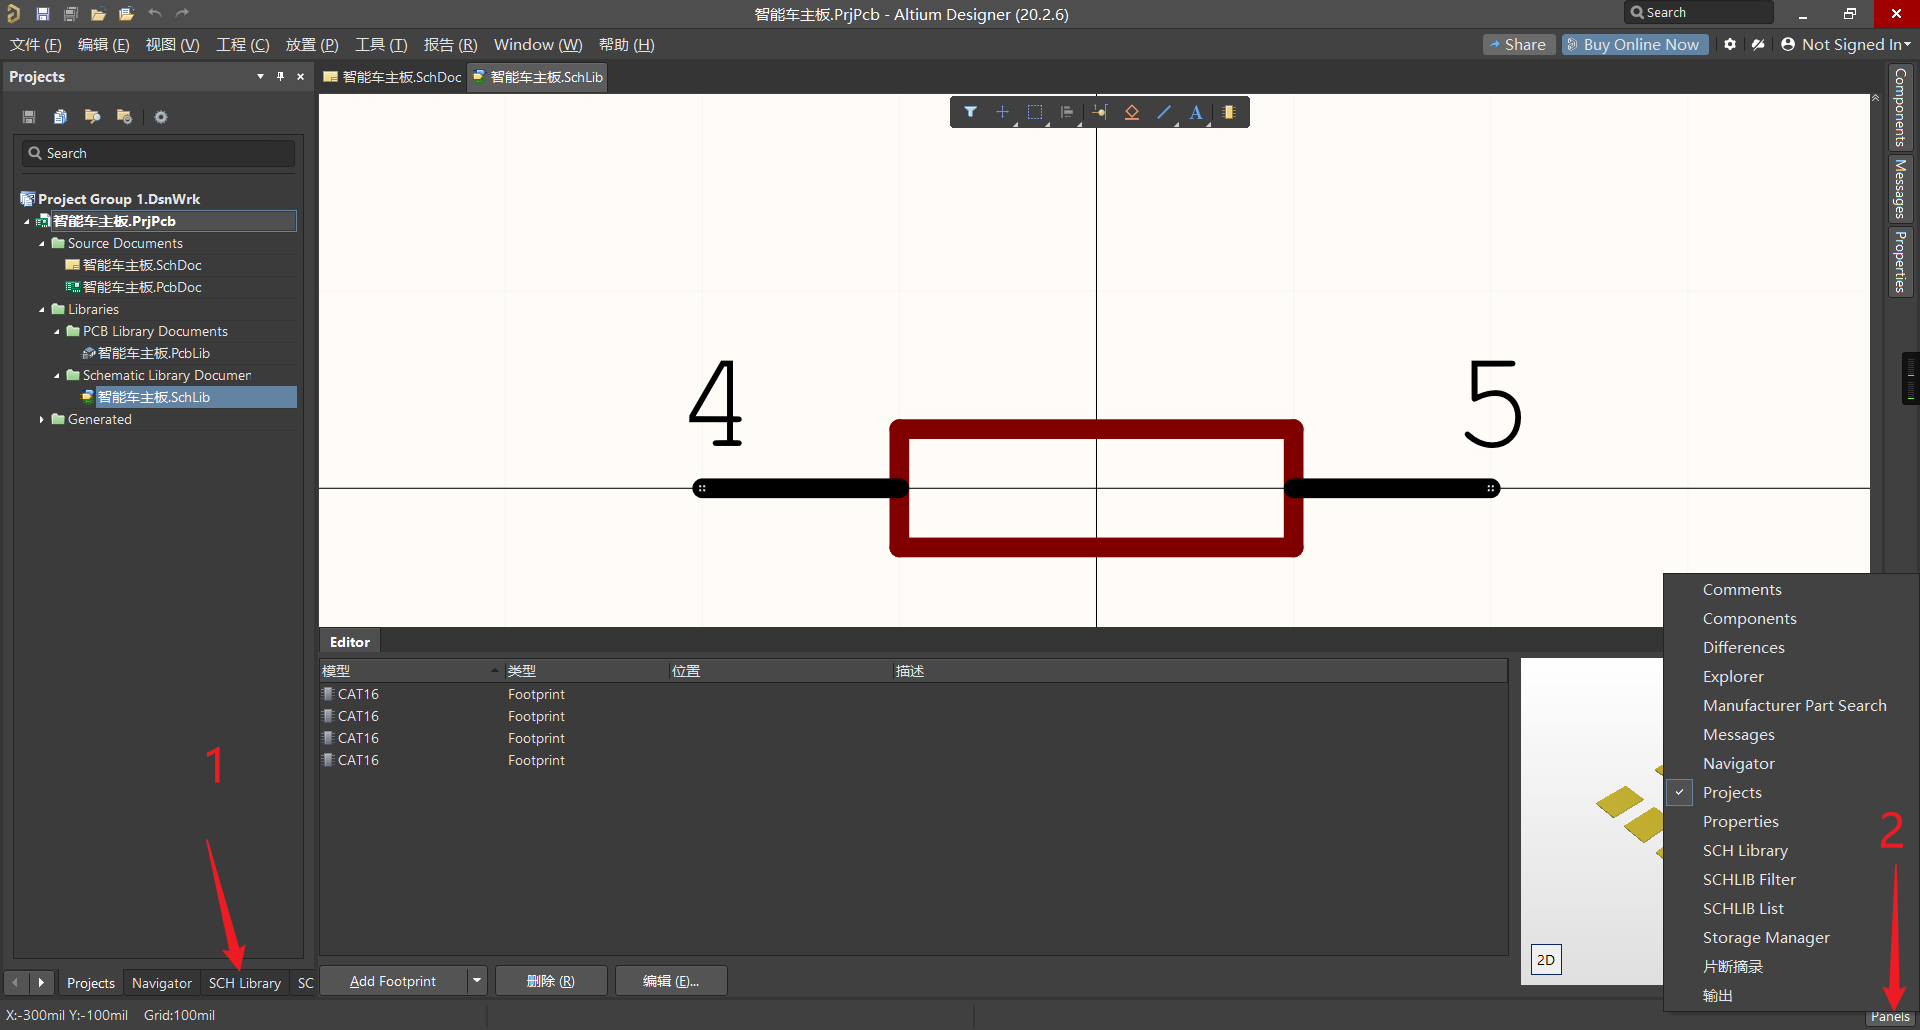 智能车主板.PrjPcb - Altium Designer (20.2.6)
Search
文件 (F) 编辑 (E) 视图 (V) 工程 (C) 放置 (P) 工具 (T) 报告 (R) Window (W) 帮助 (H)
Share
Buy Online Now
Not Signed In
Projects
智能车主板.SchDoc
智能车主板.SchLib
Search
Project Group 1.DsnWrk
智能车主板.PrjPcb
Source Documents
智能车主板.SchDoc
智能车主板.PcbDoc
Libraries
PCB Library Documents
智能车主板.PcbLib
Schematic Library Documen
智能车主板.SchLib
Generated
A
4
5
Components
Messages
Properties
Editor
模型 类型 位置 描述
CAT16 Footprint
CAT16 Footprint
CAT16 Footprint
CAT16 Footprint
1
Comments
Components
Differences
Explorer
Manufacturer Part Search
Messages
Navigator
Projects
Properties
SCH Library
SCHLIB Filter
SCHLIB List
Storage Manager
片断摘录
输出
2
2D
Projects Navigator SCH Library SC
Add Footprint 删除 (R) 编辑 (E)...
X:-300mil Y:-100mil Grid:100mil
Panels